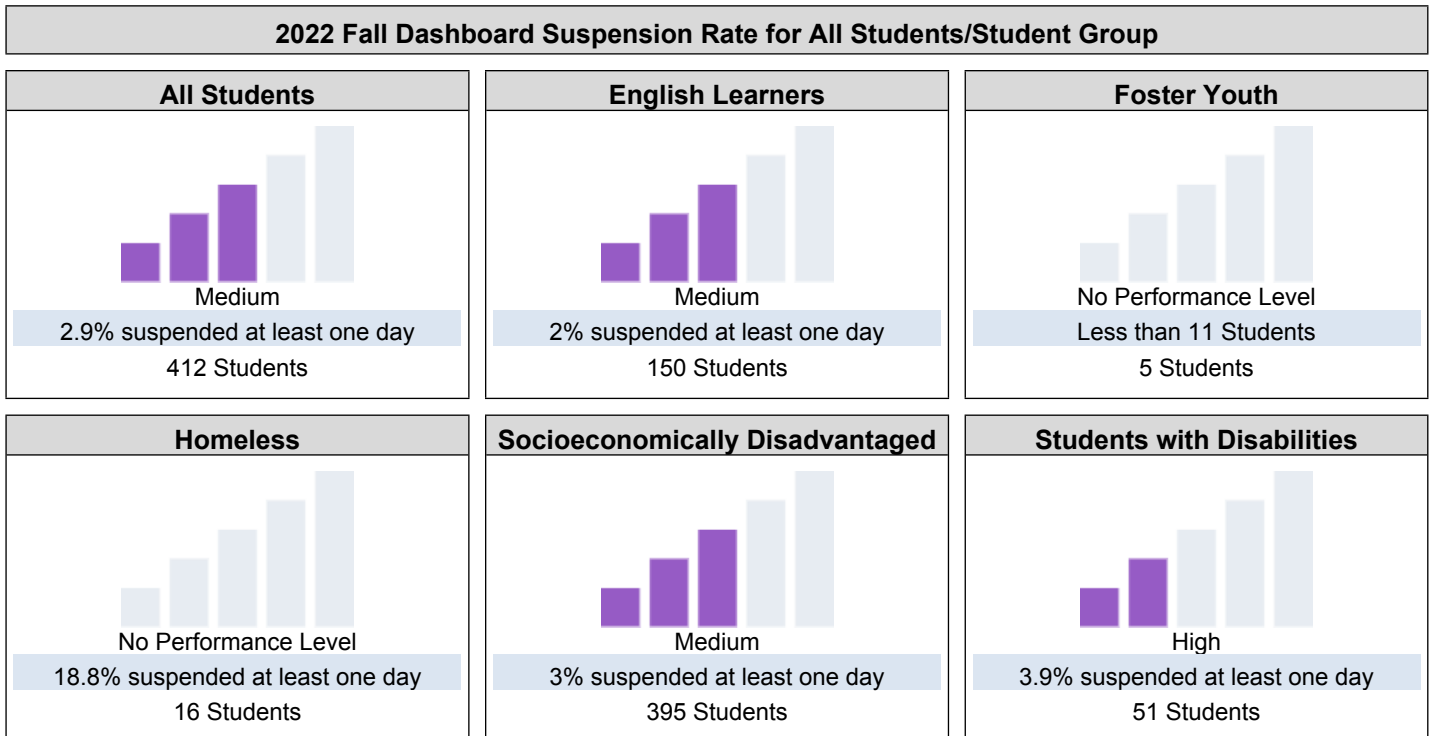 2022 Fall Dashboard Suspension Rate for All Students/Student Group
All Students
Medium
2.9% suspended at least one day
412 Students
English Learners
Medium
2% suspended at least one day
150 Students
Foster Youth
No Performance Level
Less than 11 Students
5 Students
Homeless
No Performance Level
18.8% suspended at least one day
16 Students
Socioeconomically Disadvantaged
Medium
3% suspended at least one day
395 Students
Students with Disabilities
High
3.9% suspended at least one day
51 Students